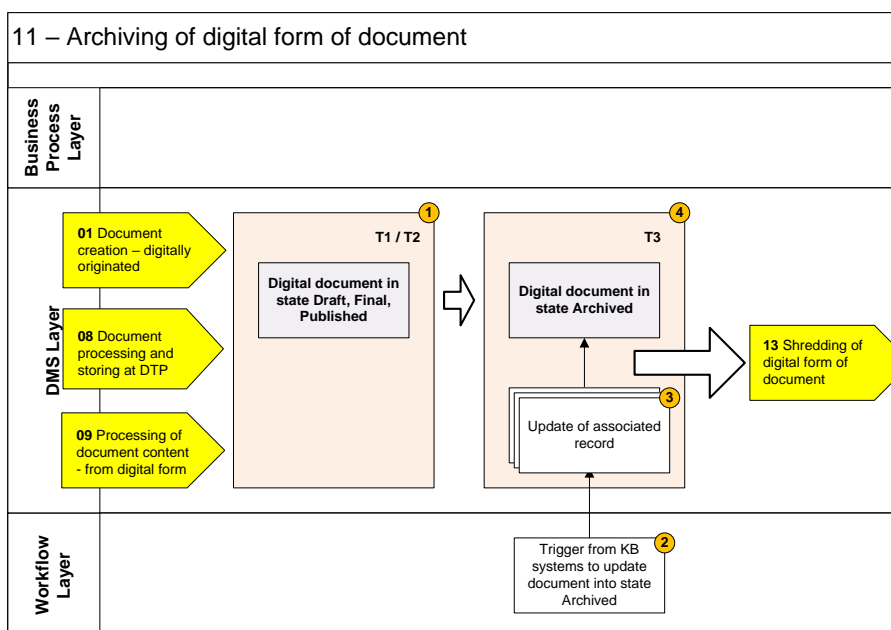 11 – Archiving of digital form of document
Business
Process
Layer
DMS Layer
01 Document
creation – digitally
originated
08 Document
processing and
storing at DTP
09 Processing of
document content
- from digital form
1
T1 / T2
Digital document in
state Draft, Final,
Published
4
T3
Digital document in
state Archived
3
Update of associated
record
13 Shredding of
digital form of
document
Workflow
Layer
2
Trigger from KB
systems to update
document into state
Archived